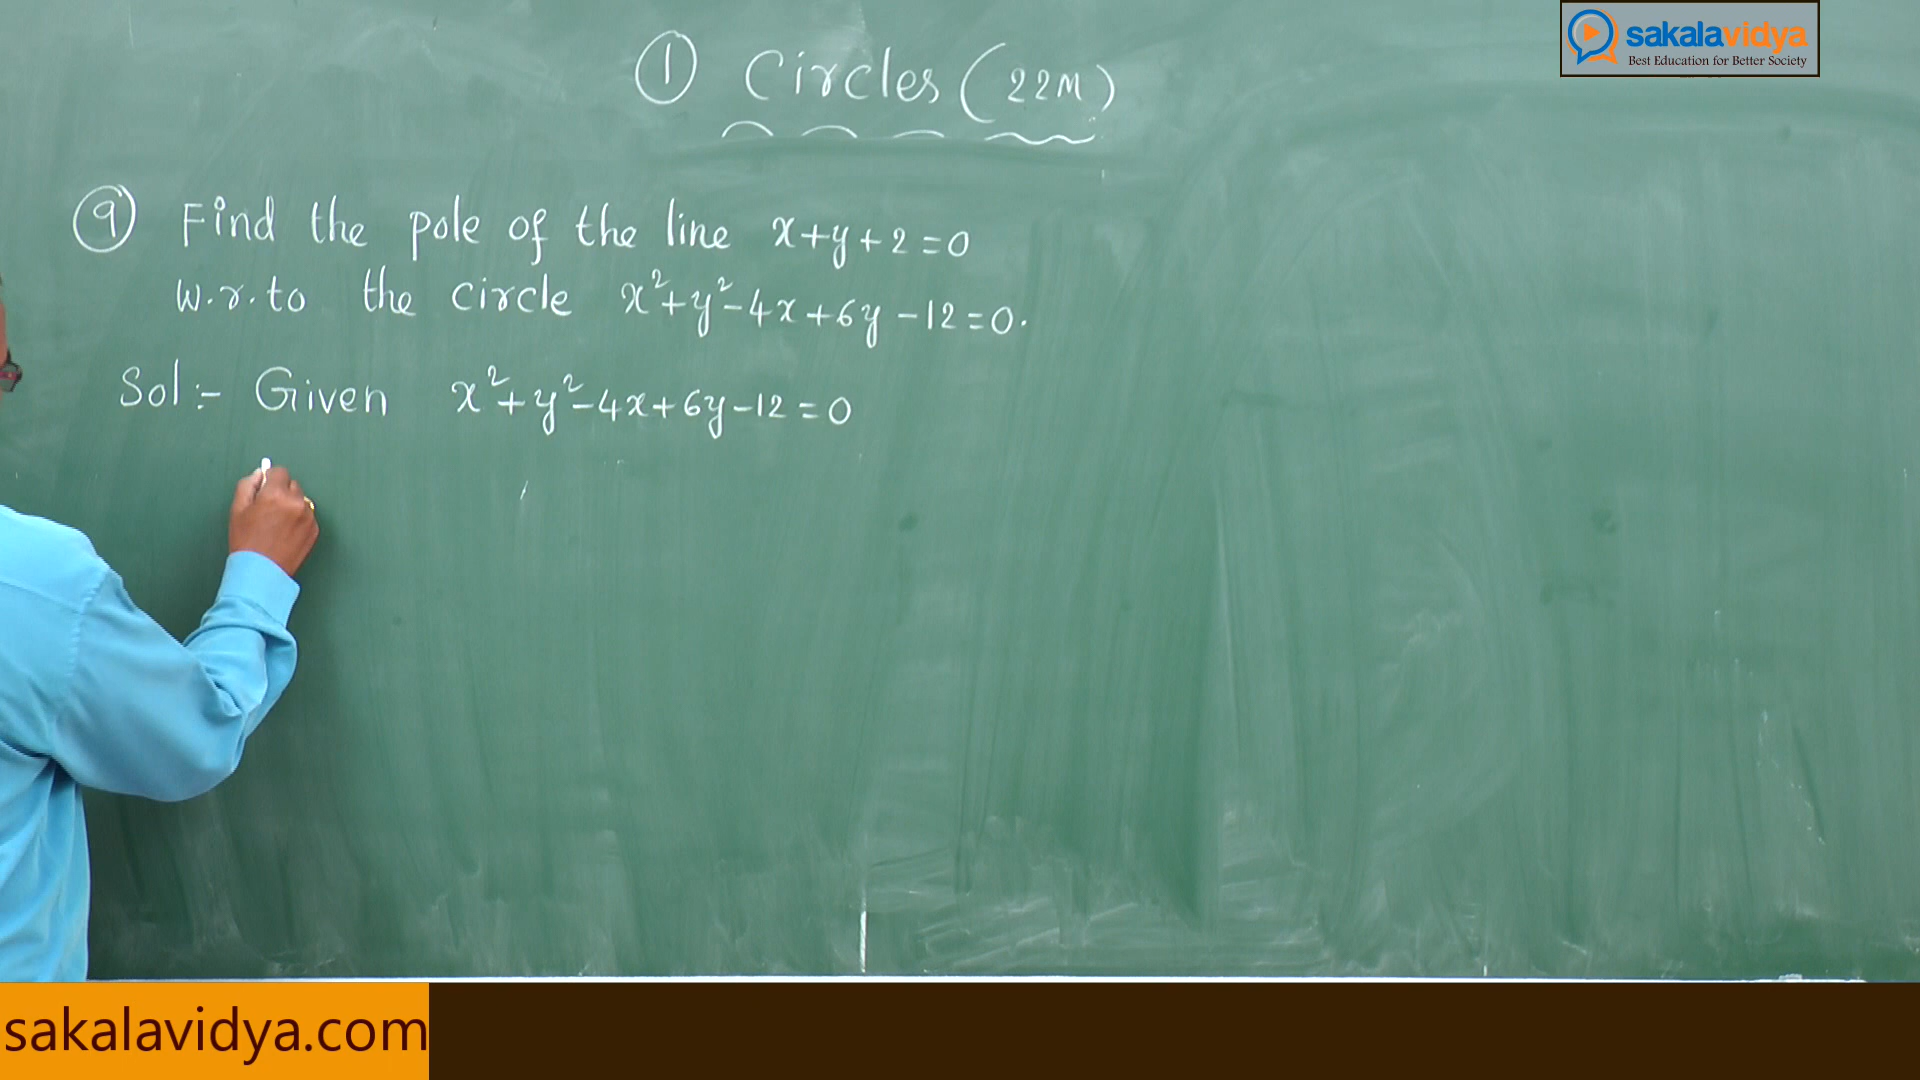 ① Circles (22M)
sakalavidya
Best Education for Better Society
⑨ Find the pole of the line x+y+2=0
w.r.to the circle x²+y²-4x+6y-12=0.
Sol:- Given x²+y²-4x+6y-12=0
sakalavidya.com